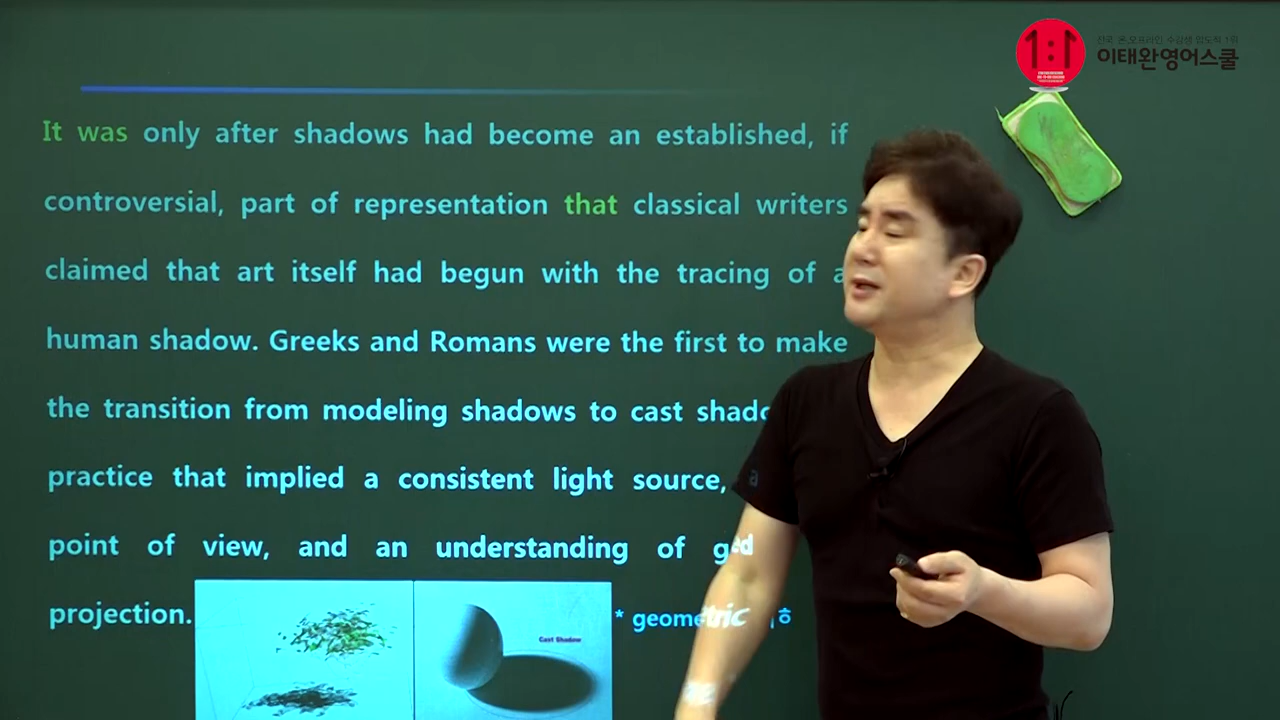 1:1
이태완영어스쿨
It was only after shadows had become an established, if
controversial, part of representation that classical writers
claimed that art itself had begun with the tracing of a
human shadow. Greeks and Romans were the first to make
the transition from modeling shadows to cast
practice that implied a consistent light source, a
point of view, and an understanding of
projection.
Cast Shadow
*